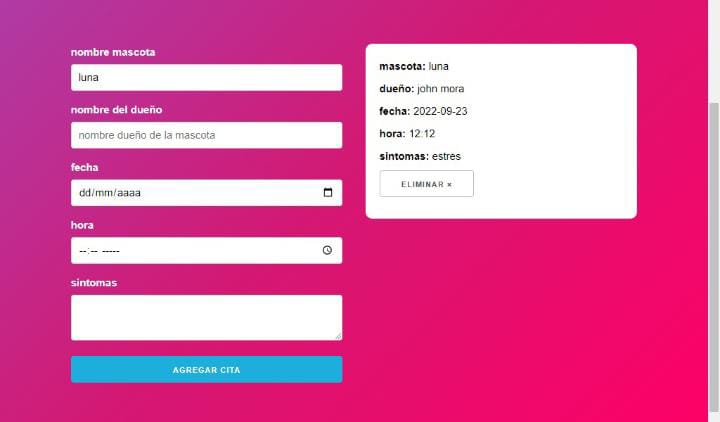 nombre mascota
luna
nombre del dueño
nombre dueño de la mascota
fecha
dd/mm/aaaa
hora
--:-- -----
sintomas
AGREGAR CITA
mascota: luna
dueño: john mora
fecha: 2022-09-23
hora: 12:12
sintomas: estres
ELIMINAR ×